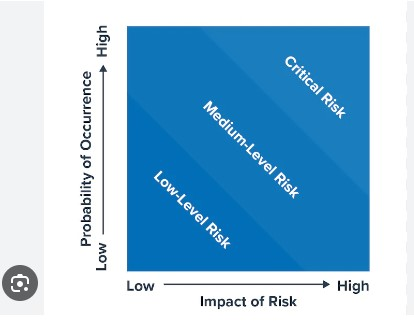 High
Probability of Occurrence
Low
Critical Risk
Medium-Level Risk
Low-Level Risk
Low
High
Impact of Risk